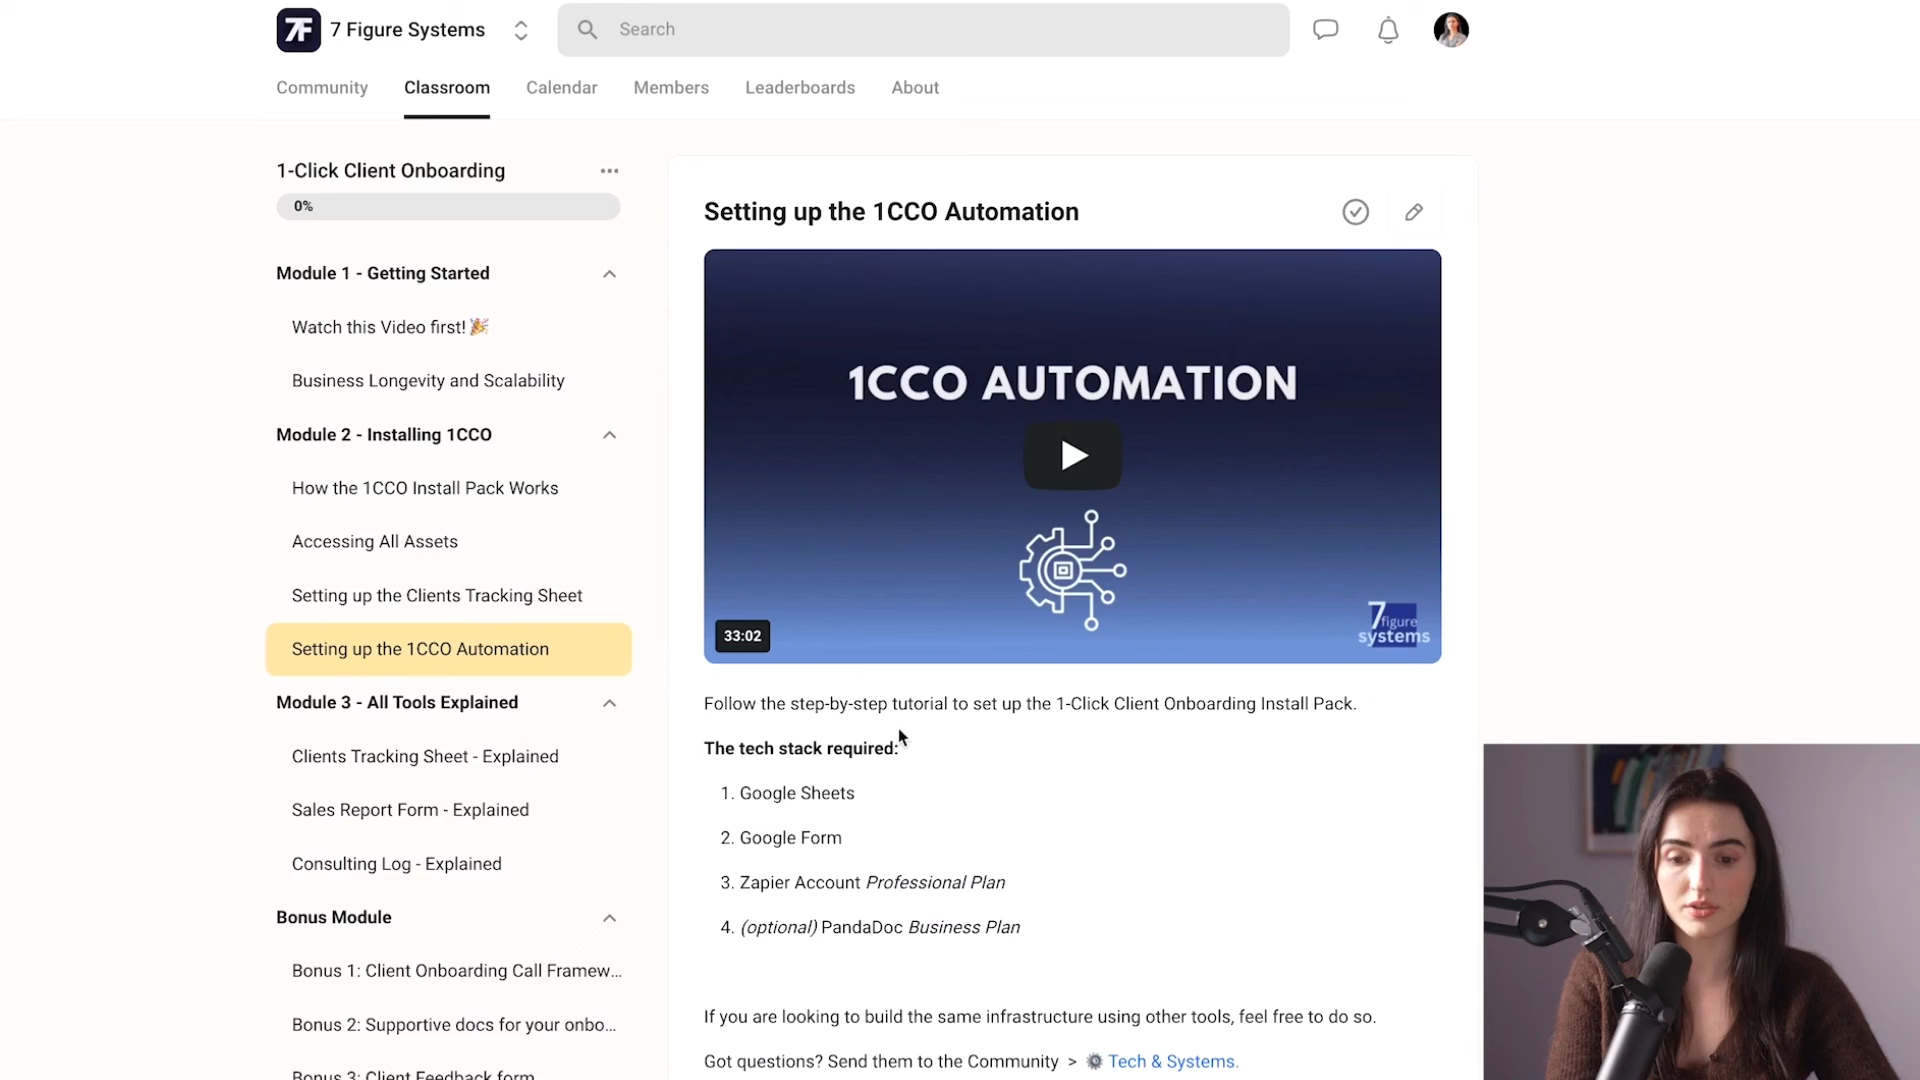 7F 7 Figure Systems
Search
Community Classroom Calendar Members Leaderboards About
1-Click Client Onboarding
0%
Module 1 - Getting Started
Watch this Video first! 🎉
Business Longevity and Scalability
Module 2 - Installing 1CCO
How the 1CCO Install Pack Works
Accessing All Assets
Setting up the Clients Tracking Sheet
Setting up the 1CCO Automation
Module 3 - All Tools Explained
Clients Tracking Sheet - Explained
Sales Report Form - Explained
Consulting Log - Explained
Bonus Module
Bonus 1: Client Onboarding Call Framew...
Bonus 2: Supportive docs for your onbo...
Bonus 3: Client Feedback form
Setting up the 1CCO Automation
1CCO AUTOMATION
33:02
7 figure
systems
Follow the step-by-step tutorial to set up the 1-Click Client Onboarding Install Pack.
The tech stack required:
1. Google Sheets
2. Google Form
3. Zapier Account Professional Plan
4. (optional) PandaDoc Business Plan
If you are looking to build the same infrastructure using other tools, feel free to do so.
Got questions? Send them to the Community > ⚙️ Tech & Systems.